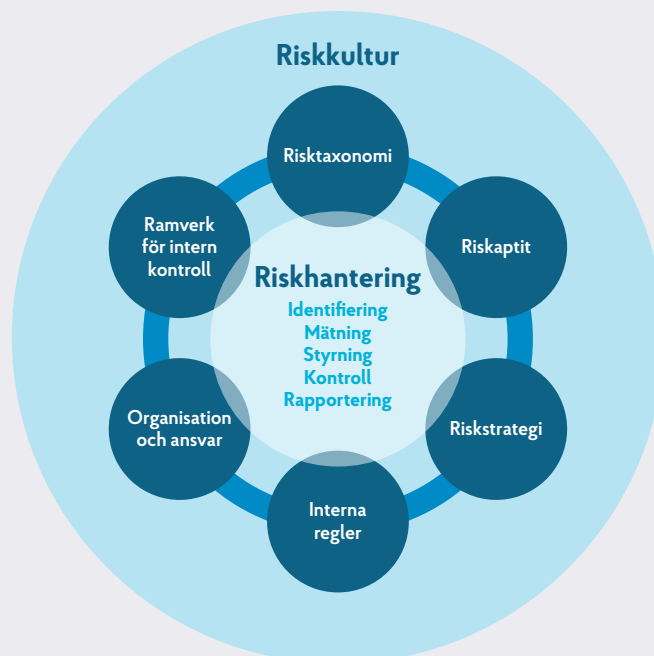 Riskkultur
Risktaxonomi
Ramverk
för intern
kontroll
Riskaptit
Riskhantering
Identifiering
Mätning
Styrning
Kontroll
Rapportering
Organisation
och ansvar
Riskstrategi
Interna
regler